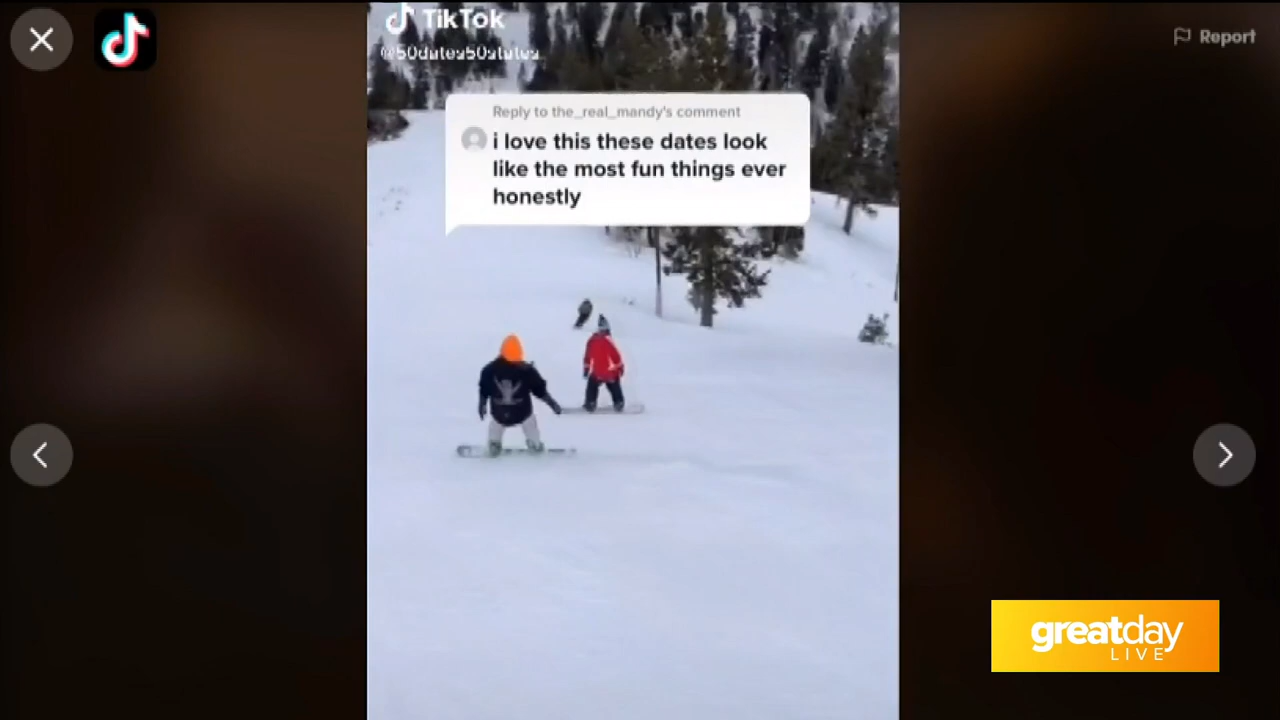 TikTok
@50dates50states
Report
Reply to the_real_mandy's comment
i love this these dates look
like the most fun things ever
honestly
greatday
LIVE